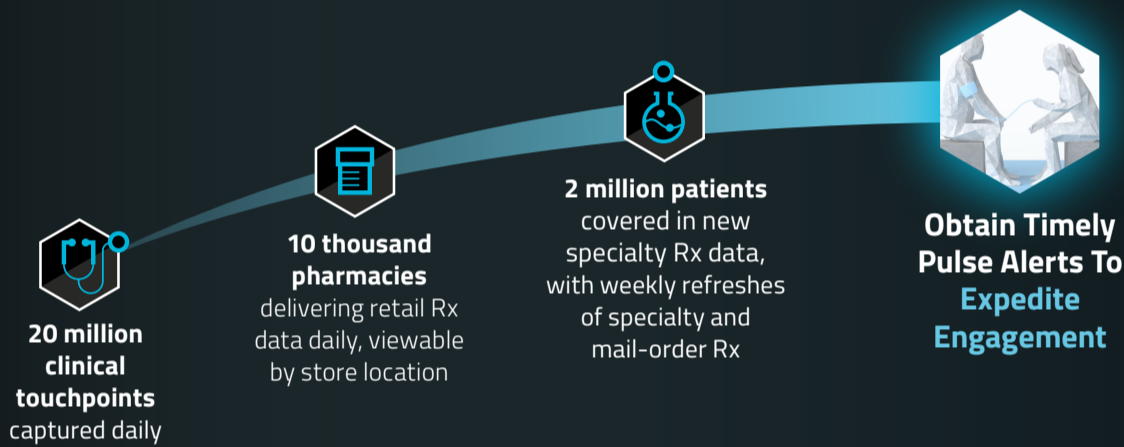 20 million
clinical
touchpoints
captured daily
10 thousand
pharmacies
delivering retail Rx
data daily, viewable
by store location
2 million patients
covered in new
specialty Rx data,
with weekly refreshes
of specialty and
mail-order Rx
Obtain Timely
Pulse Alerts To
Expedite
Engagement